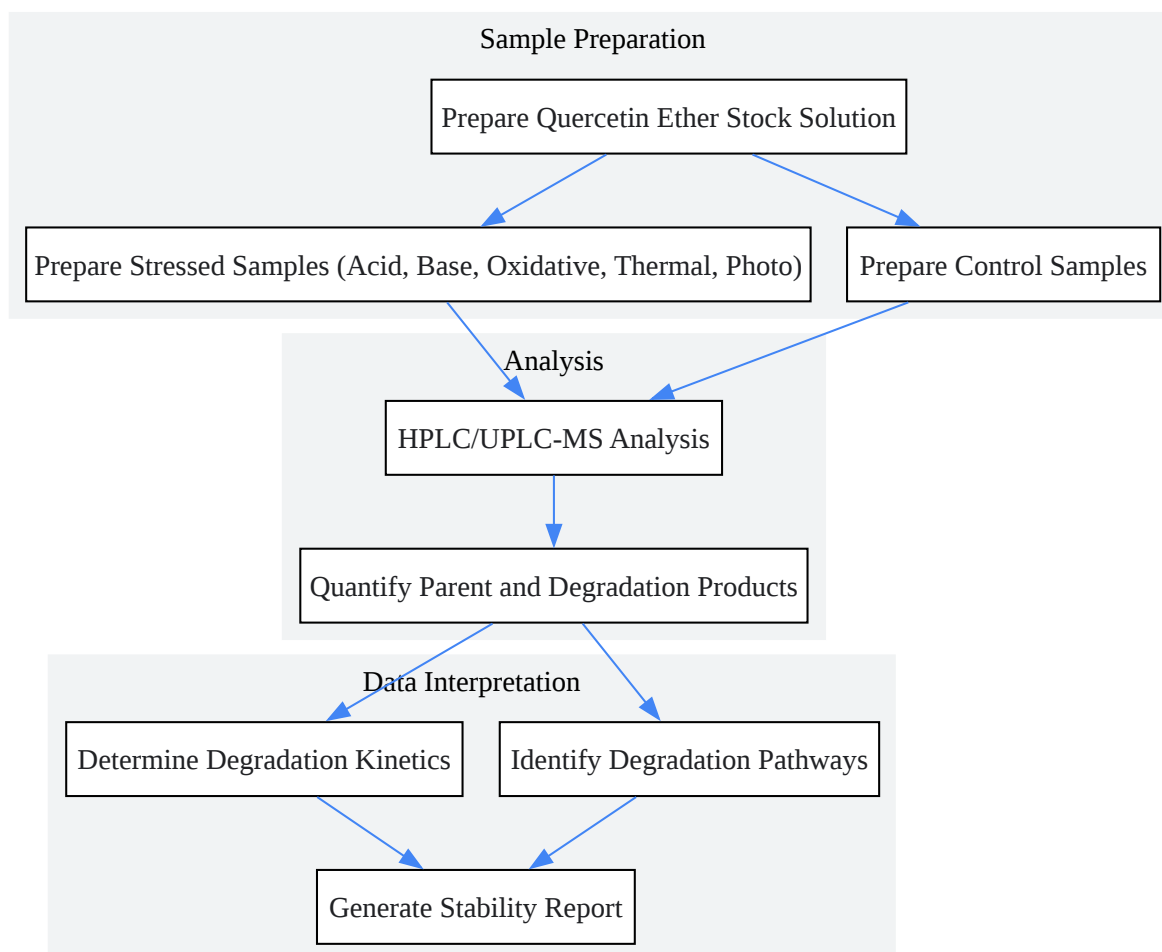 Sample Preparation
Prepare Quercetin Ether Stock Solution
Prepare Stressed Samples (Acid, Base, Oxidative, Thermal, Photo)
Prepare Control Samples
Analysis
HPLC/UPLC-MS Analysis
Quantify Parent and Degradation Products
Data Interpretation
Determine Degradation Kinetics
Identify Degradation Pathways
Generate Stability Report